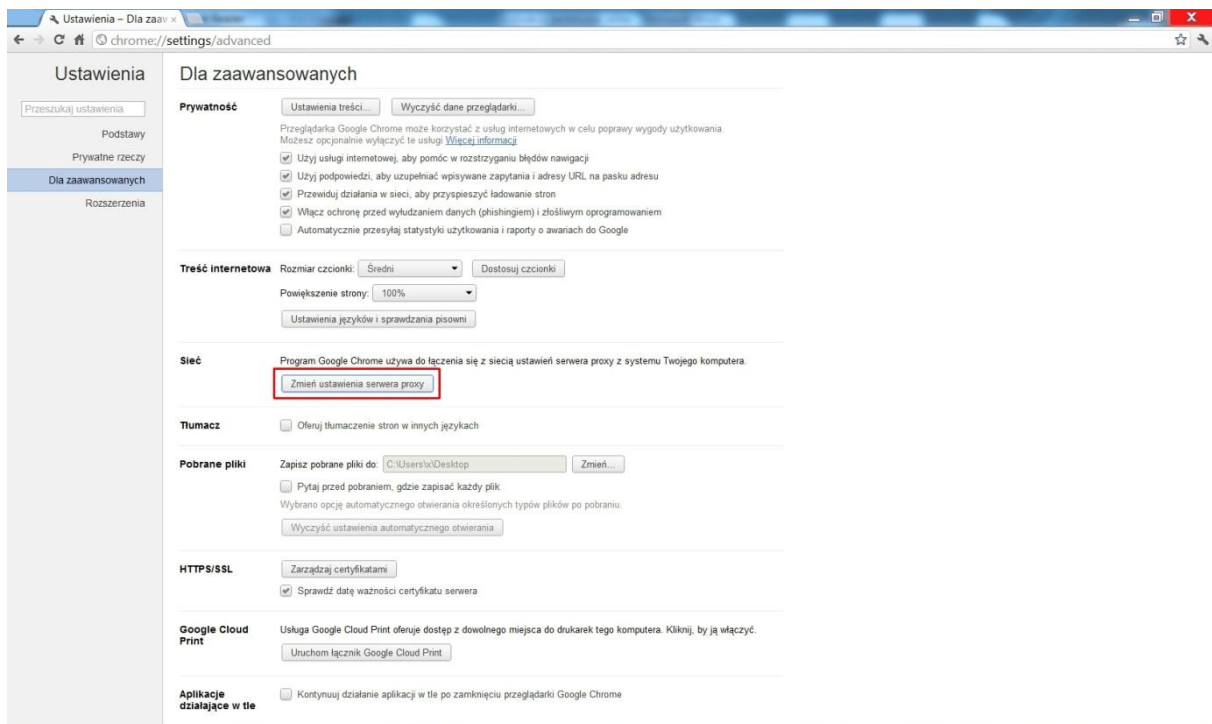 Ustawienia – Dla zaav
chrome://settings/advanced
Ustawienia
Przeszukaj ustawienia
Podstawy
Prywatne rzeczy
Dla zaawansowanych
Rozszerzenia
Dla zaawansowanych
Prywatność
Ustawienia treści... Wyczyść dane przeglądarki...
Przeglądarka Google Chrome może korzystać z usług internetowych w celu poprawy wygody użytkowania.
Możesz opcjonalnie wyłączyć te usługi Więcej informacji
Użyj usługi internetowej, aby pomóc w rozstrzyganiu błędów nawigacji
Użyj podpowiedzi, aby uzupełniać wpisywane zapytania i adresy URL na pasku adresu
Przewiduj działania w sieci, aby przyspieszyć ładowanie stron
Włącz ochronę przed wyłudzaniem danych (phishingiem) i złośliwym oprogramowaniem
Automatycznie przesyłaj statystyki użytkowania i raporty o awariach do Google
Treść internetowa Rozmiar czcionki: Średni Dostosuj czcionki
Powiększenie strony: 100%
Ustawienia języków i sprawdzania pisowni
Sieć Program Google Chrome używa do łączenia się z siecią ustawień serwera proxy z systemu Twojego komputera.
Zmień ustawienia serwera proxy
Tłumacz Oferuj tłumaczenie stron w innych językach
Pobrane pliki Zapisz pobrane pliki do: C:\Users\x\Desktop Zmień...
Pytaj przed pobraniem, gdzie zapisać każdy plik
Wybrano opcję automatycznego otwierania określonych typów plików po pobraniu.
Wyczyść ustawienia automatycznego otwierania
HTTPS/SSL Zarządzaj certyfikatami
Sprawdź datę ważności certyfikatu serwera
Google Cloud Print Usługa Google Cloud Print oferuje dostęp z dowolnego miejsca do drukarek tego komputera. Kliknij, by ją włączyć.
Uruchom łącznik Google Cloud Print
Aplikacje działające w tle Kontynuuj działanie aplikacji w tle po zamknięciu przeglądarki Google Chrome